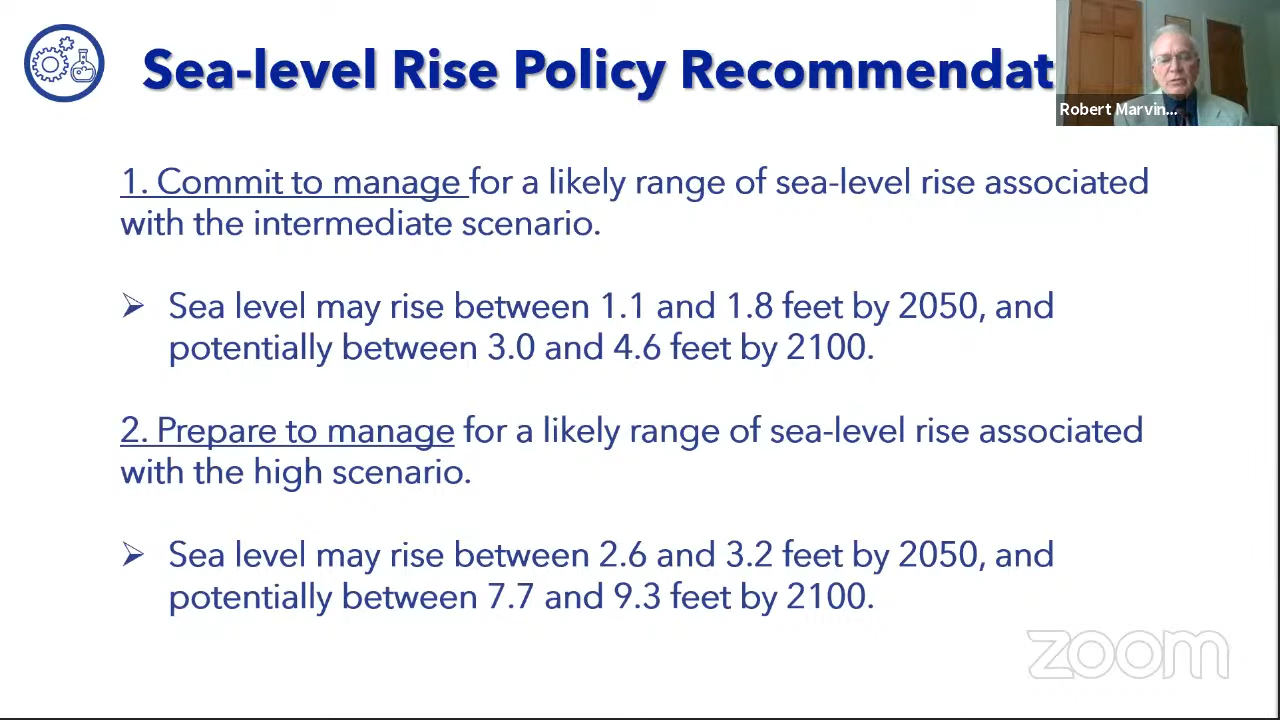 Sea-level Rise Policy Recommendat
Robert Marvin...
1. Commit to manage for a likely range of sea-level rise associated
with the intermediate scenario.
➢ Sea level may rise between 1.1 and 1.8 feet by 2050, and
potentially between 3.0 and 4.6 feet by 2100.
2. Prepare to manage for a likely range of sea-level rise associated
with the high scenario.
➢ Sea level may rise between 2.6 and 3.2 feet by 2050, and
potentially between 7.7 and 9.3 feet by 2100.
zoom